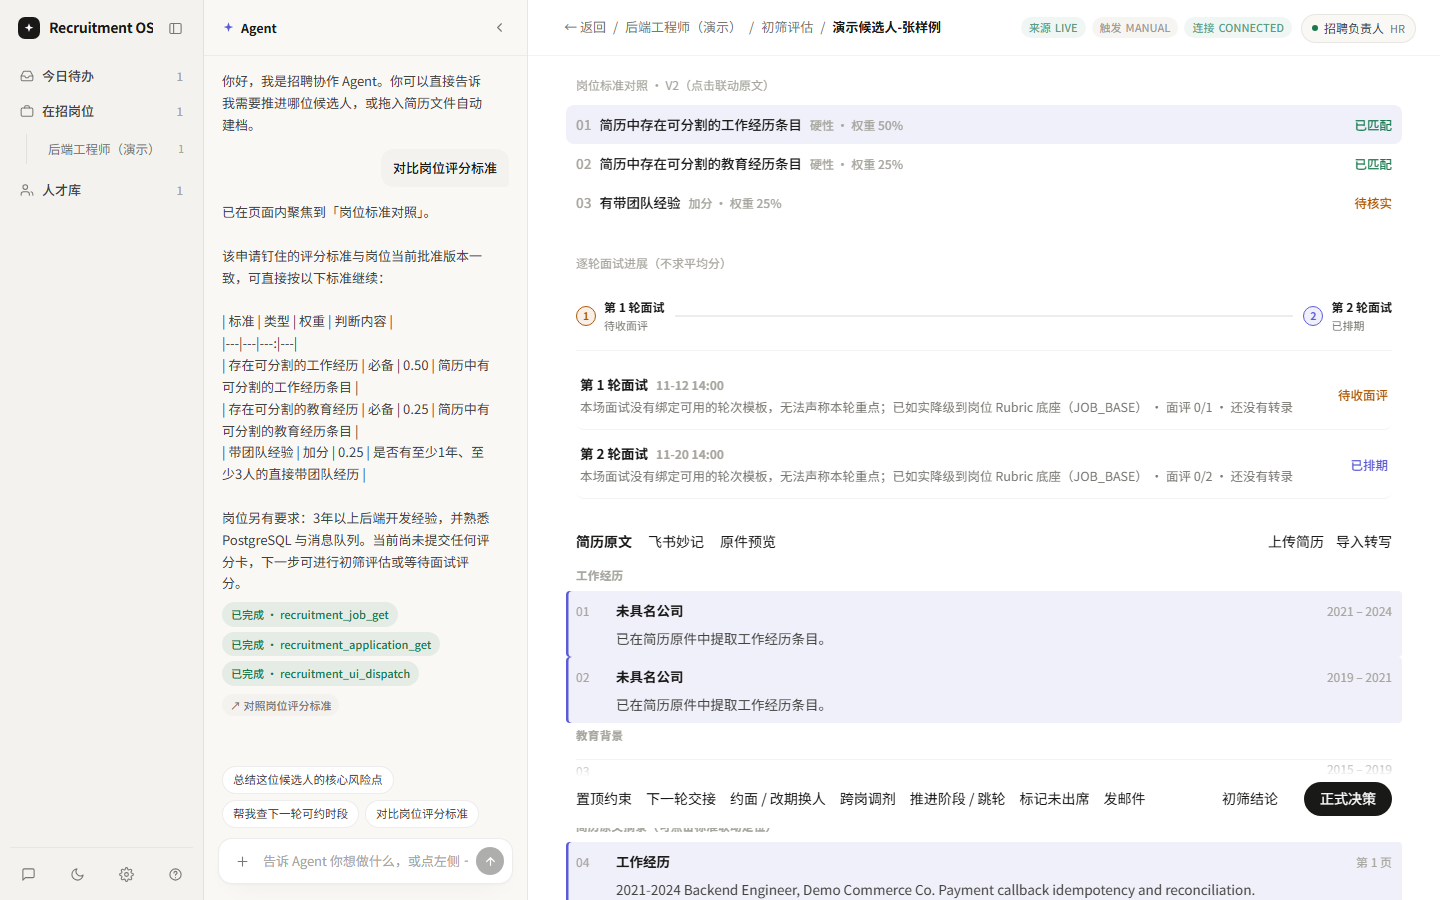 Recruitment OS
今日待办 1
在招岗位 1
后端工程师（演示） 1
人才库 1
Agent
你好，我是招聘协作 Agent。你可以直接告诉
我需要推进哪位候选人，或拖入简历文件自动
建档。
对比岗位评分标准
已在页面内聚焦到「岗位标准对照」。
该申请钉住的评分标准与岗位当前批准版本一
致，可直接按以下标准继续：
| 标准 | 类型 | 权重 | 判断内容 |
|---|---|---:|---|
| 存在可分割的工作经历 | 必备 | 0.50 | 简历中有
可分割的工作经历条目 |
| 存在可分割的教育经历 | 必备 | 0.25 | 简历中有
可分割的教育经历条目 |
| 带团队经验 | 加分 | 0.25 | 是否有至少1年、至
少3人的直接带团队经历 |
岗位另有要求：3年以上后端开发经验，并熟悉
PostgreSQL 与消息队列。当前尚未提交任何评
分卡，下一步可进行初筛评估或等待面试评
分。
已完成 · recruitment_job_get
已完成 · recruitment_application_get
已完成 · recruitment_ui_dispatch
↗ 对照岗位评分标准
总结这位候选人的核心风险点
帮我查下一轮可约时段 对比岗位评分标准
告诉 Agent 你想做什么，或点左侧
← 返回 / 后端工程师（演示） / 初筛评估 / 演示候选人-张样例
来源 LIVE 触发 MANUAL 连接 CONNECTED 招聘负责人 HR
岗位标准对照 · V2（点击联动原文）
01 简历中存在可分割的工作经历条目 硬性 · 权重 50% 已匹配
02 简历中存在可分割的教育经历条目 硬性 · 权重 25% 已匹配
03 有带团队经验 加分 · 权重 25% 待核实
逐轮面试进展（不求平均分）
1 第 1 轮面试 待收面评
2 第 2 轮面试 已排期
第 1 轮面试 11-12 14:00 待收面评
本场面试没有绑定可用的轮次模板，无法声称本轮重点；已如实降级到岗位 Rubric 底座（JOB_BASE） · 面评 0/1 · 还没有转录
第 2 轮面试 11-20 14:00 已排期
本场面试没有绑定可用的轮次模板，无法声称本轮重点；已如实降级到岗位 Rubric 底座（JOB_BASE） · 面评 0/2 · 还没有转录
简历原文 飞书妙记 原件预览 上传简历 导入转写
工作经历
01 未具名公司 2021 – 2024
已在简历原件中提取工作经历条目。
02 未具名公司 2019 – 2021
已在简历原件中提取工作经历条目。
教育背景
03 2015 – 2019
置顶约束 下一轮交接 约面 / 改期换人 跨岗调剂 推进阶段 / 跳轮 标记未出席 发邮件 初筛结论 正式决策
简历原文摘录（可点击标准联动定位）
04 工作经历 第 1 页
2021-2024 Backend Engineer, Demo Commerce Co. Payment callback idempotency and reconciliation.